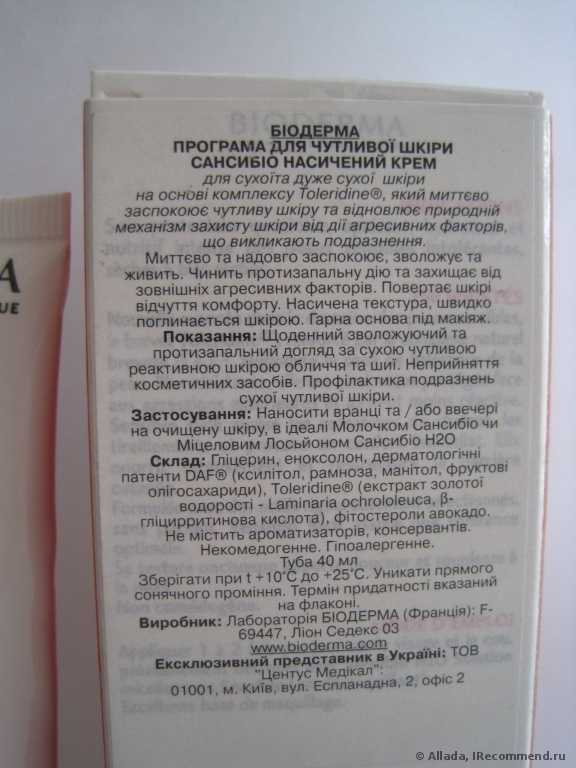 БІОДЕРМА
ПРОГРАМА ДЛЯ ЧУТЛИВОЇ ШКІРИ
САНСИБІО НАСИЧЕНИЙ КРЕМ
для сухоїта дуже сухої шкіри
на основі комплексу Toleridine®, який миттєво
заспокоює чутливу шкіру та відновлює природній
механізм захисту шкіри від дії агресивних факторів,
що викликають подразнення.
Миттєво та надовго заспокоює, зволожує та
живить. Чинить протизапальну дію та захищає від
зовнішніх агресивних факторів. Повертає шкірі
відчуття комфорту. Насичена текстура, швидко
поглинається шкірою. Гарна основа під макіяж.
Показання: Щоденний зволожуючий та
протизапальний догляд за сухою чутливою
реактивною шкірою обличчя та шиї. Неприйняття
косметичних засобів. Профілактика подразнень
сухої чутливої шкіри.
Застосування: Наносити вранці та / або ввечері
на очищену шкіру, в ідеалі Молочком Сансибіо чи
Міцеловим Лосьйоном Сансибіо Н2О
Склад: Гліцерин, еноксолон, дерматологічні
патенти DAF® (ксилітол, рамноза, манітол, фруктові
олігосахариди), Toleridine® (екстракт золотої
водорості - Laminaria ochrololeuca, β-
гліцирритинова кислота), фітостероли авокадо.
Не містить ароматизаторів, консервантів.
Некомедогенне. Гіпоалергенне.
Туба 40 мл
Зберігати при t +10°C до +25°C. Уникати прямого
сонячного проміння. Термін придатності вказаний
на флаконі.
Виробник: Лабораторія БІОДЕРМА (Франція): F-
69447, Ліон Седекс 03
www.bioderma.com
Ексклюзивний представник в Україні: ТОВ
"Центус Медікал":
01001, м. Київ, вул. Еспланадна, 2, офіс 2
BIODERMA
A
QUE
© Allada, IRecommend.ru